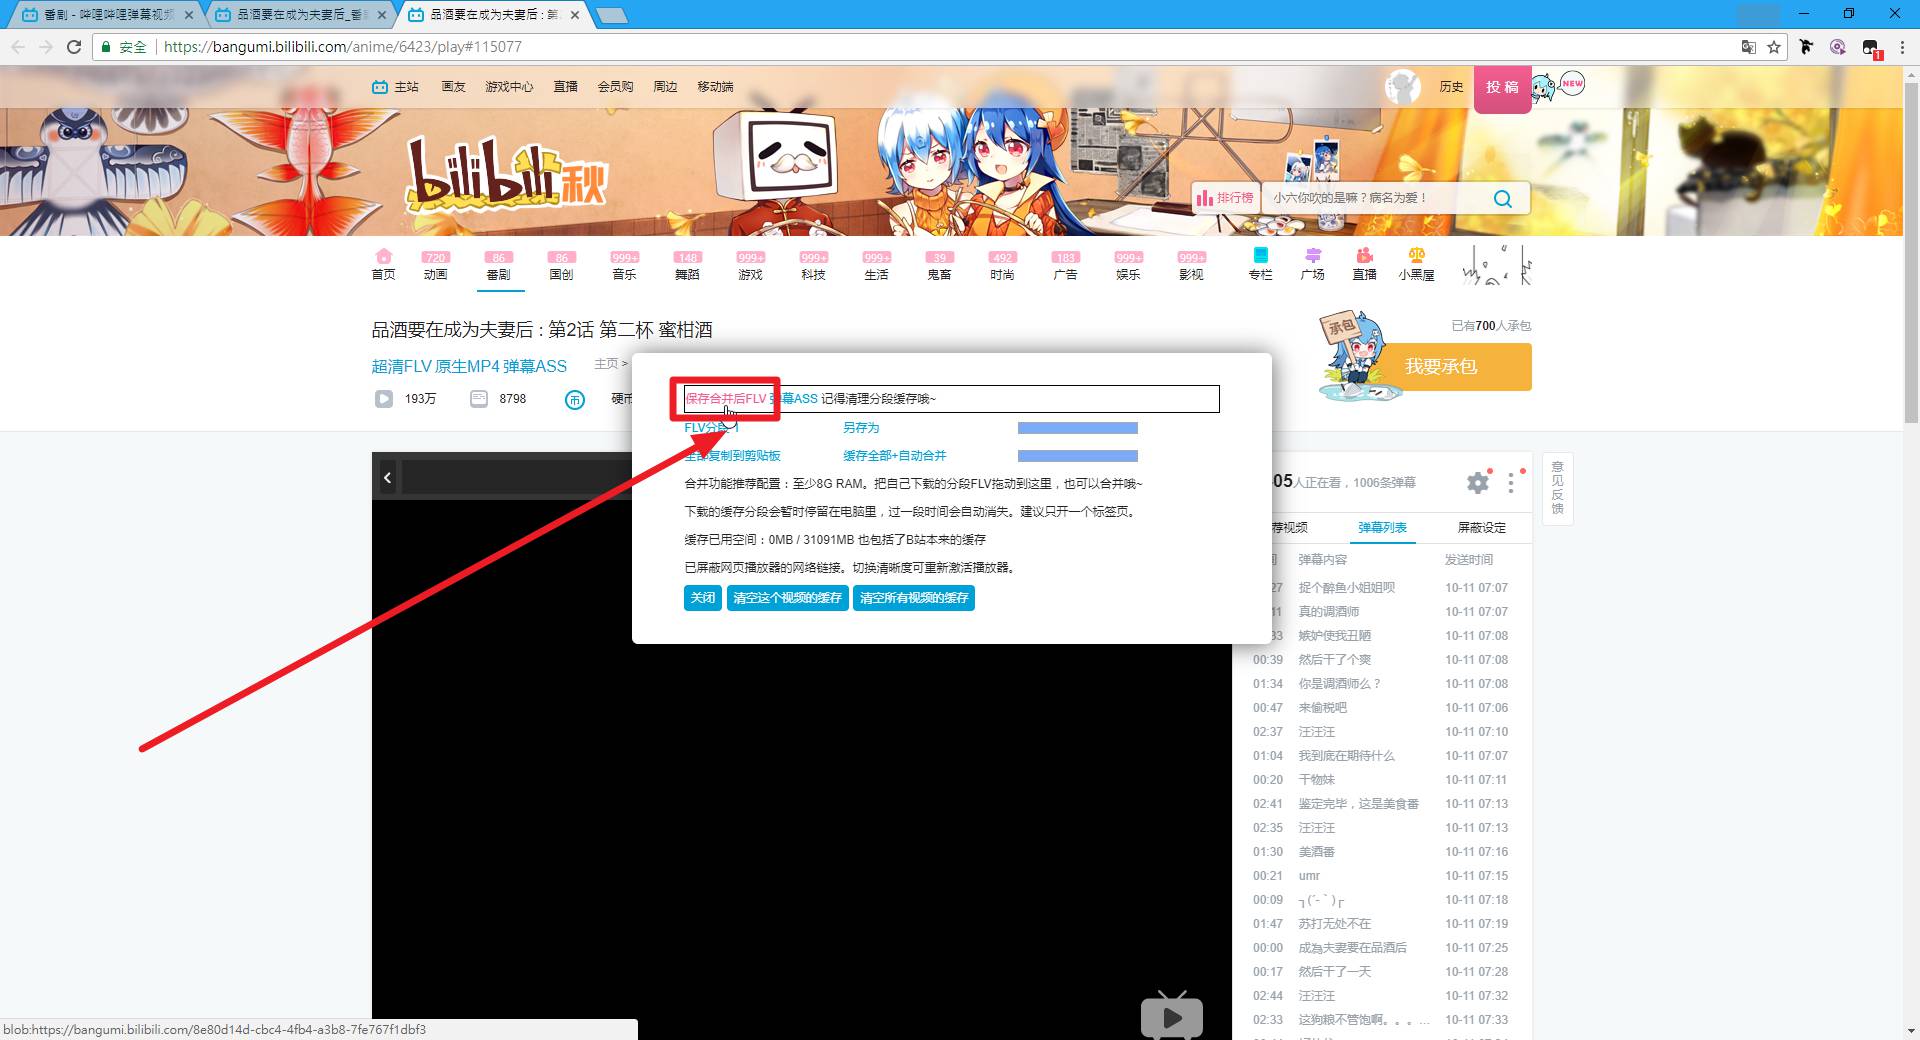 番剧 - 哔哩哔哩弹幕视频
品酒要在成为夫妻后_番
品酒要在成为夫妻后 : 第
安全
https://bangumi.bilibili.com/anime/6423/play#115077
1
主站 画友 游戏中心 直播 会员购 周边 移动端
历史 投 稿 NEW
bilibili 秋
排行榜 小六你吹的是嘛？病名为爱！
720 86 86 999+ 148 999+ 999+ 999+ 39 492 183 999+ 999+
首页 动画 番剧 国创 音乐 舞蹈 游戏 科技 生活 鬼畜 时尚 广告 娱乐 影视 专栏 广场 直播 小黑屋
品酒要在成为夫妻后 : 第2话 第二杯 蜜柑酒
承包
已有700人承包
我要承包
超清FLV 原生MP4 弹幕ASS 主页 >
193万 8798 币 硬币
保存合并后FLV 弹幕ASS 记得清理分段缓存哦~
FLV分段 1 另存为
全部复制到剪贴板 缓存全部+自动合并
合并功能推荐配置：至少8G RAM。把自己下载的分段FLV拖动到这里，也可以合并哦~
下载的缓存分段会暂时停留在电脑里，过一段时间会自动消失。建议只开一个标签页。
缓存已用空间：0MB / 31091MB 也包括了B站本来的缓存
已屏蔽网页播放器的网络链接。切换清晰度可重新激活播放器。
关闭 清空这个视频的缓存 清空所有视频的缓存
05人正在看，1006条弹幕
意见反馈
荐视频 弹幕列表 屏蔽设定
间 弹幕内容 发送时间
27 捉个醉鱼小姐姐呗 10-11 07:07
11 真的调酒师 10-11 07:07
33 嫉妒使我丑陋 10-11 07:08
00:39 然后干了个爽 10-11 07:08
01:34 你是调酒师么？ 10-11 07:08
00:47 来偷税吧 10-11 07:06
02:37 汪汪汪 10-11 07:10
01:04 我到底在期待什么 10-11 07:07
00:20 干物妹 10-11 07:11
02:41 鉴定完毕，这是美食番 10-11 07:13
02:35 汪汪汪 10-11 07:13
01:30 美酒番 10-11 07:16
00:21 umr 10-11 07:15
00:09 ╮(´-｀)╭ 10-11 07:18
01:47 苏打无处不在 10-11 07:19
00:00 成為夫妻要在品酒后 10-11 07:25
00:17 然后干了一天 10-11 07:28
02:44 汪汪汪 10-11 07:32
02:33 这狗粮不管饱啊。。。... 10-11 07:33
blob:https://bangumi.bilibili.com/8e80d14d-cbc4-4fb4-a3b8-7fe767f1dbf3